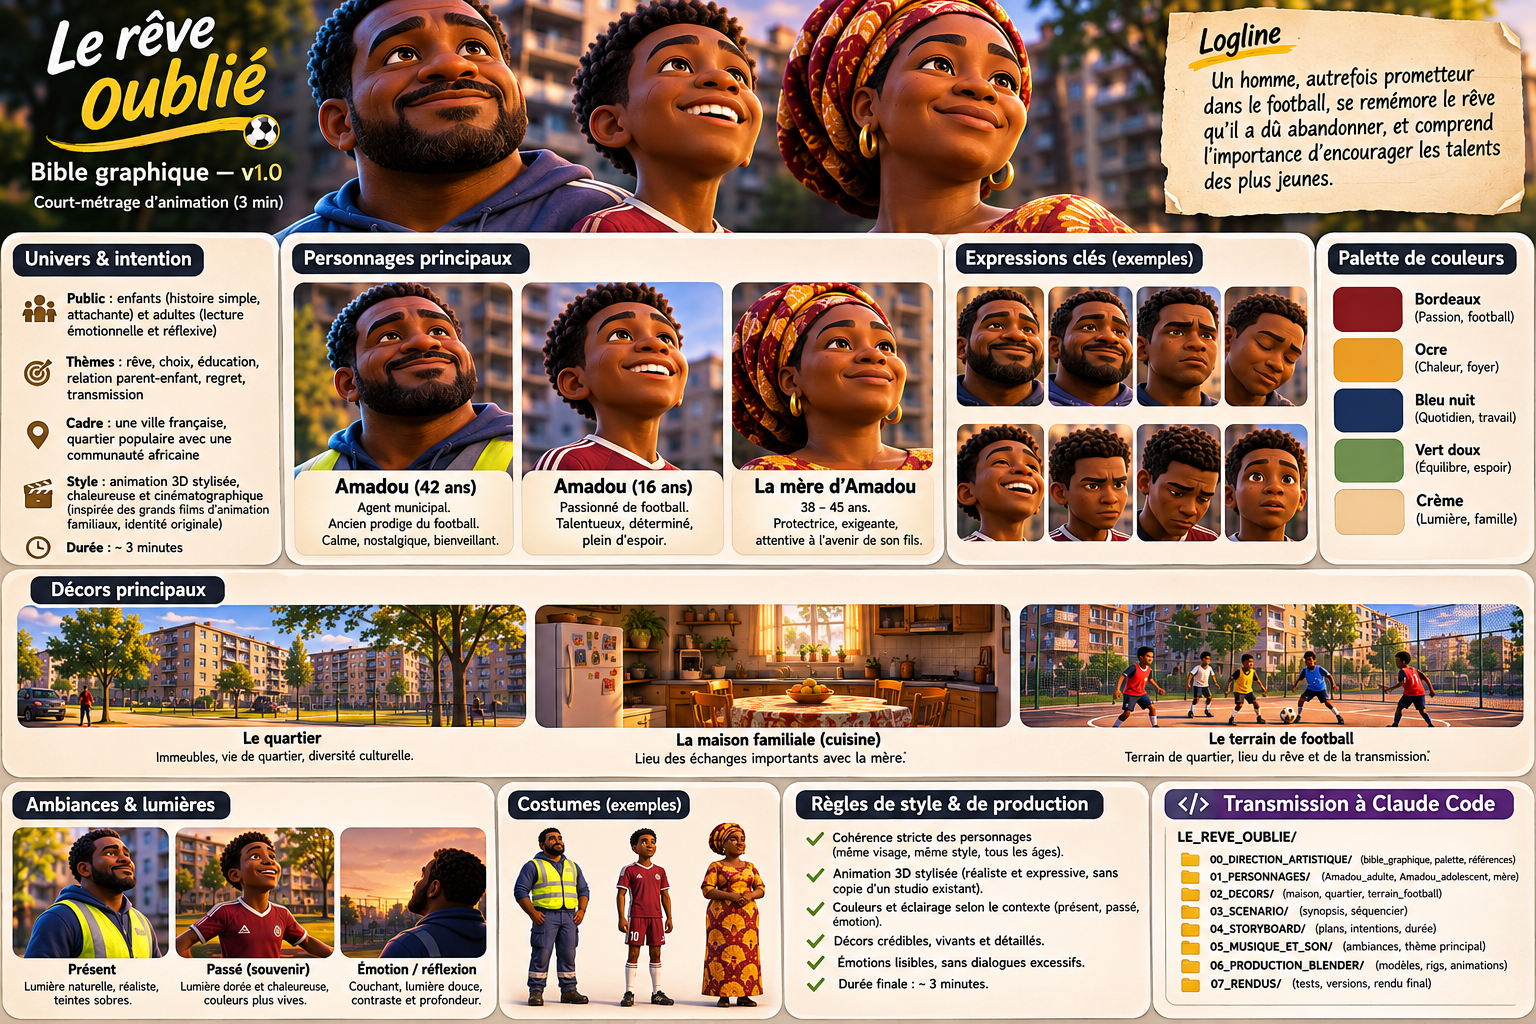 Le rêve
oublié
Bible graphique — v1.0
Court-métrage d'animation (3 min)
Logline
Un homme, autrefois prometteur
dans le football, se remémore le rêve
qu'il a dû abandonner, et comprend
l'importance d'encourager les talents
des plus jeunes.
Univers & intention
Public : enfants (histoire simple,
attachante) et adultes (lecture
émotionnelle et réflexive)
Thèmes : rêve, choix, éducation,
relation parent-enfant, regret,
transmission
Cadre : une ville française,
quartier populaire avec une
communauté africaine
Style : animation 3D stylisée,
chaleureuse et cinématographique
(inspirée des grands films d'animation
familiaux, identité originale)
Durée : ~ 3 minutes
Personnages principaux
Amadou (42 ans)
Agent municipal.
Ancien prodige du football.
Calme, nostalgique, bienveillant.
Amadou (16 ans)
Passionné de football.
Talentueux, déterminé,
plein d'espoir.
La mère d'Amadou
38 – 45 ans.
Protectrice, exigeante,
attentive à l'avenir de son fils.
Expressions clés (exemples)
Palette de couleurs
Bordeaux
(Passion, football)
Ocre
(Chaleur, foyer)
Bleu nuit
(Quotidien, travail)
Vert doux
(Équilibre, espoir)
Crème
(Lumière, famille)
Décors principaux
Le quartier
Immeubles, vie de quartier, diversité culturelle.
La maison familiale (cuisine)
Lieu des échanges importants avec la mère.
Le terrain de football
Terrain de quartier, lieu du rêve et de la transmission.
Ambiances & lumières
Présent
Lumière naturelle, réaliste,
teintes sobres.
Passé (souvenir)
Lumière dorée et chaleureuse,
couleurs plus vives.
Émotion / réflexion
Couchant, lumière douce,
contraste et profondeur.
Costumes (exemples)
10
Règles de style & de production
Cohérence stricte des personnages
(même visage, même style, tous les âges).
Animation 3D stylisée (réaliste et expressive, sans
copie d'un studio existant).
Couleurs et éclairage selon le contexte (présent, passé,
émotion).
Décors crédibles, vivants et détaillés.
Émotions lisibles, sans dialogues excessifs.
Durée finale : ~ 3 minutes.
</> Transmission à Claude Code
LE_REVE_OUBLIE/
00_DIRECTION_ARTISTIQUE/ (bible_graphique, palette, références)
01_PERSONNAGES/ (Amadou_adulte, Amadou_adolescent, mère)
02_DECORS/ (maison, quartier, terrain_football)
03_SCENARIO/ (synopsis, séquencier)
04_STORYBOARD/ (plans, intentions, durée)
05_MUSIQUE_ET_SON/ (ambiances, thème principal)
06_PRODUCTION_BLENDER/ (modèles, rigs, animations)
07_RENDUS/ (tests, versions, rendu final)